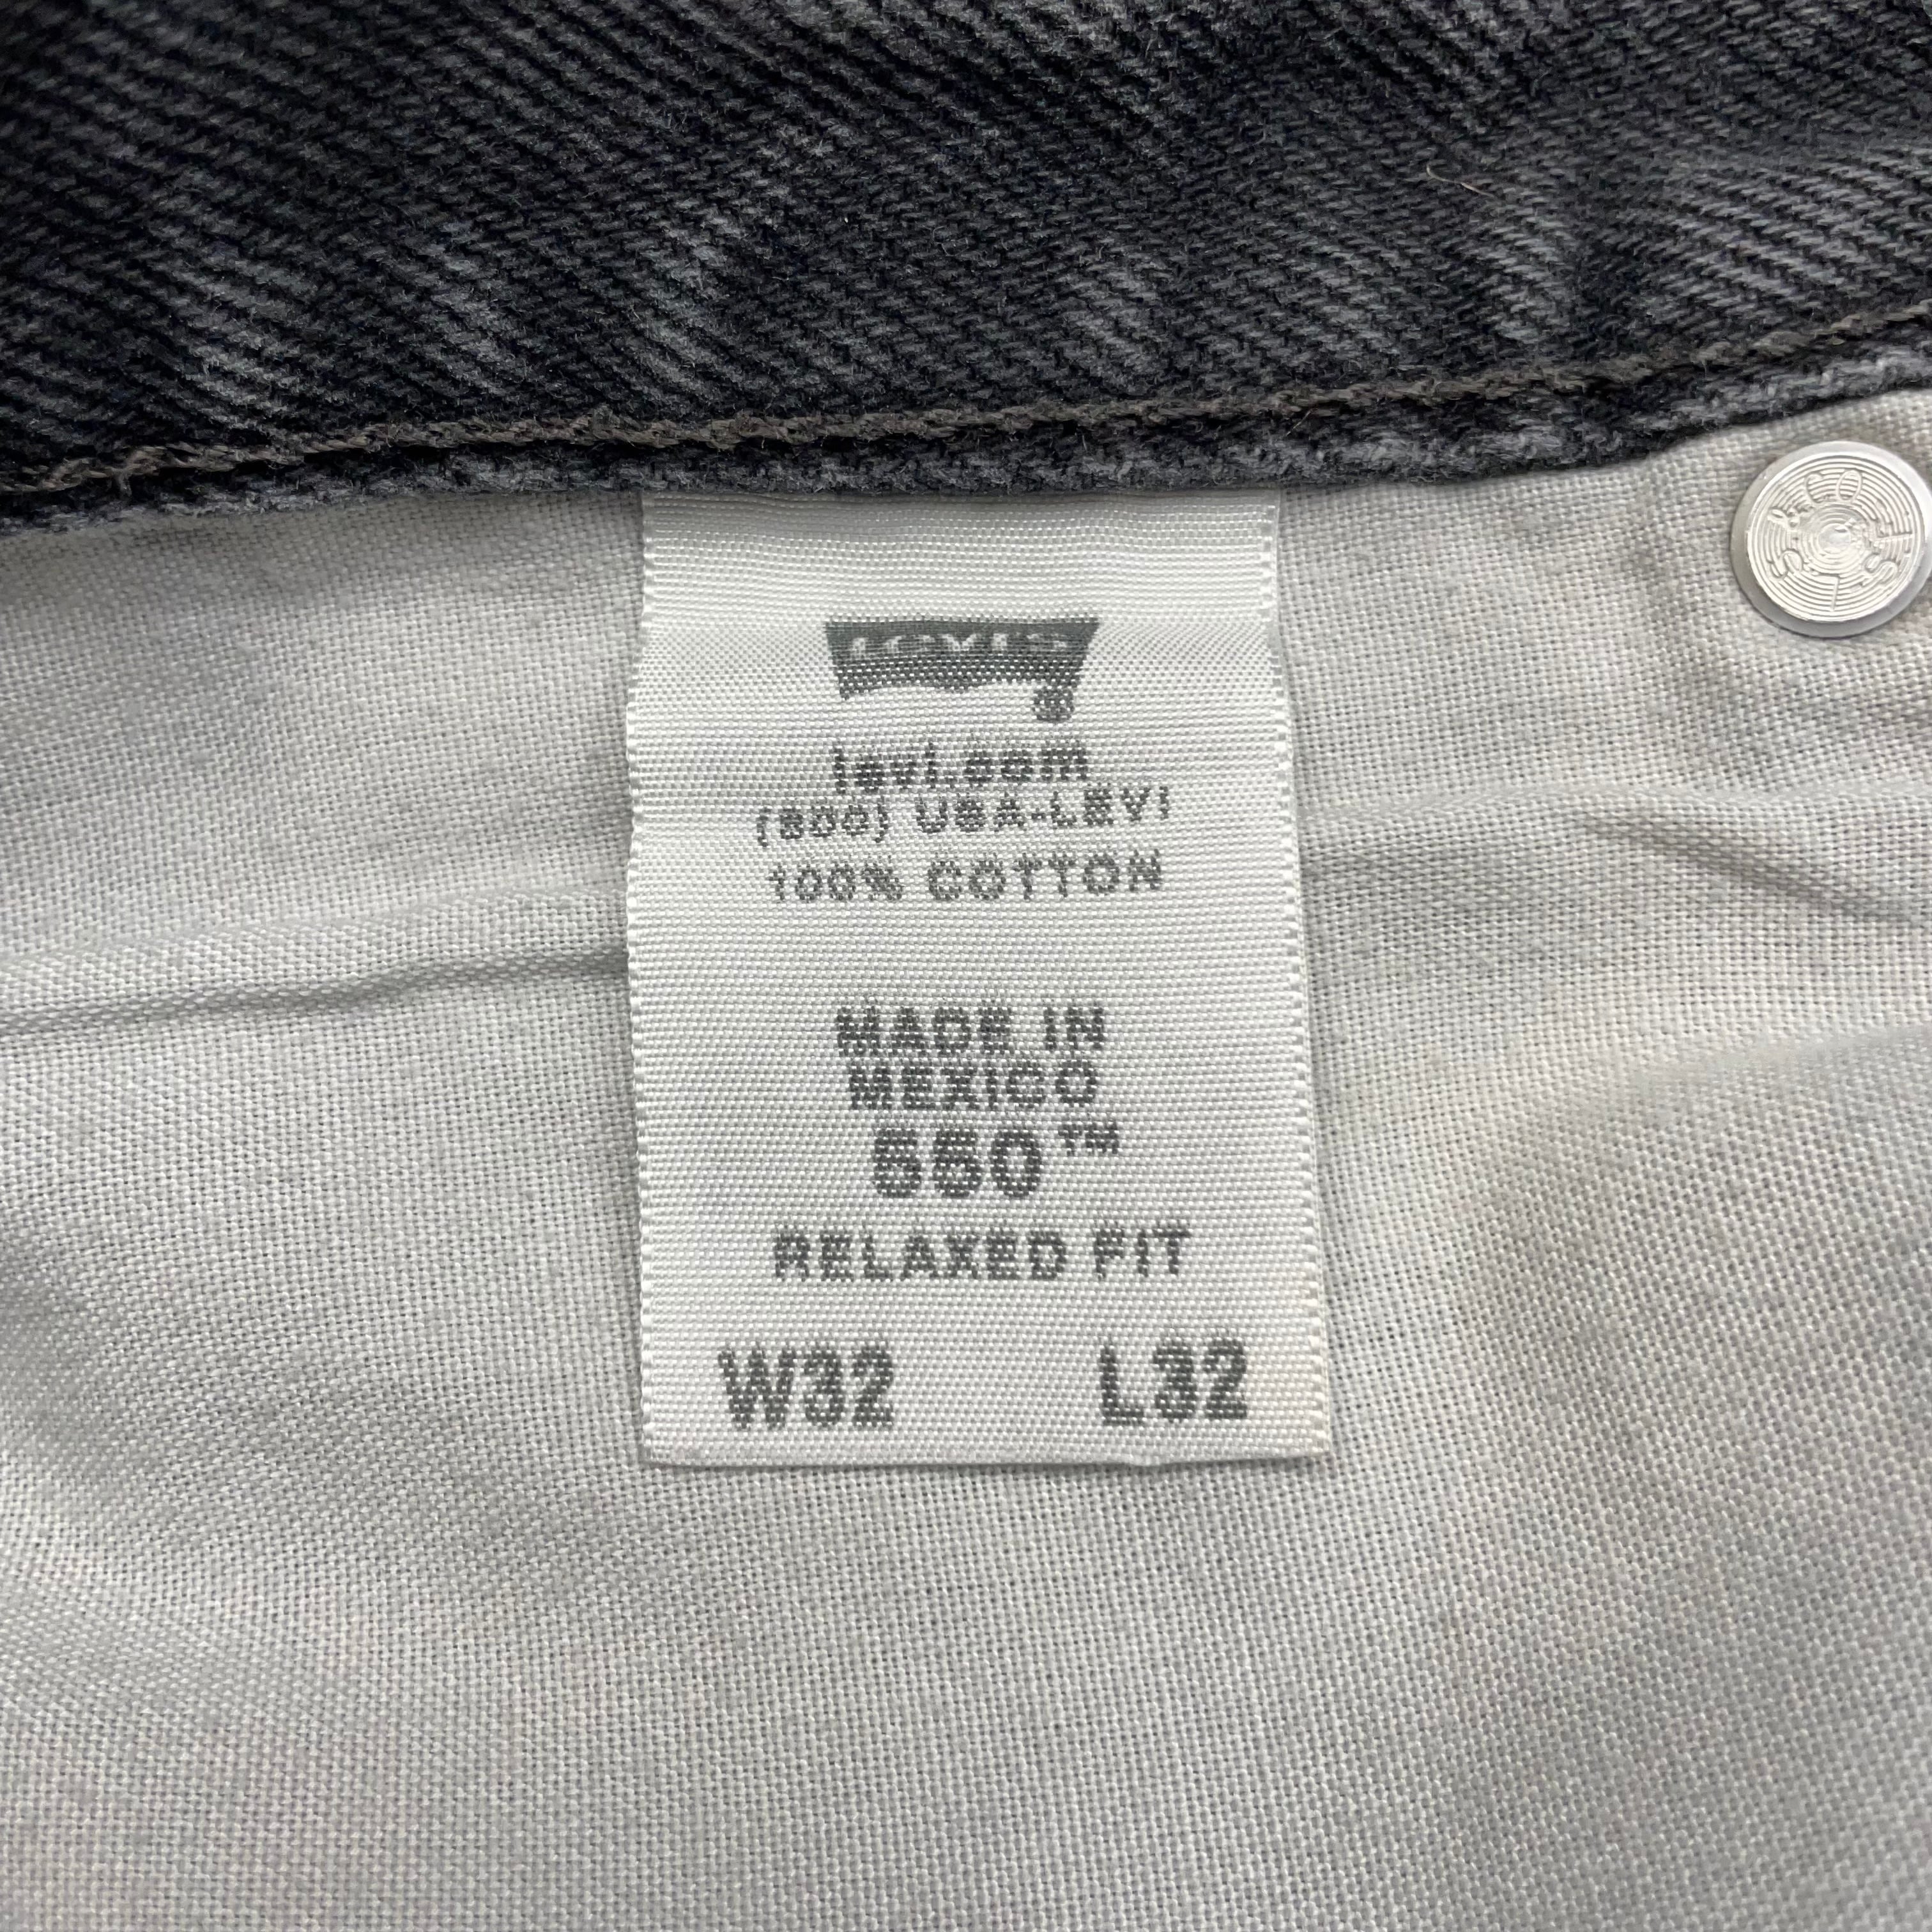 LEVI'S
®
levi.com
(800) USA-LEVI
100% COTTON
MADE IN
MEXICO
550™
RELAXED FIT
W32 L32